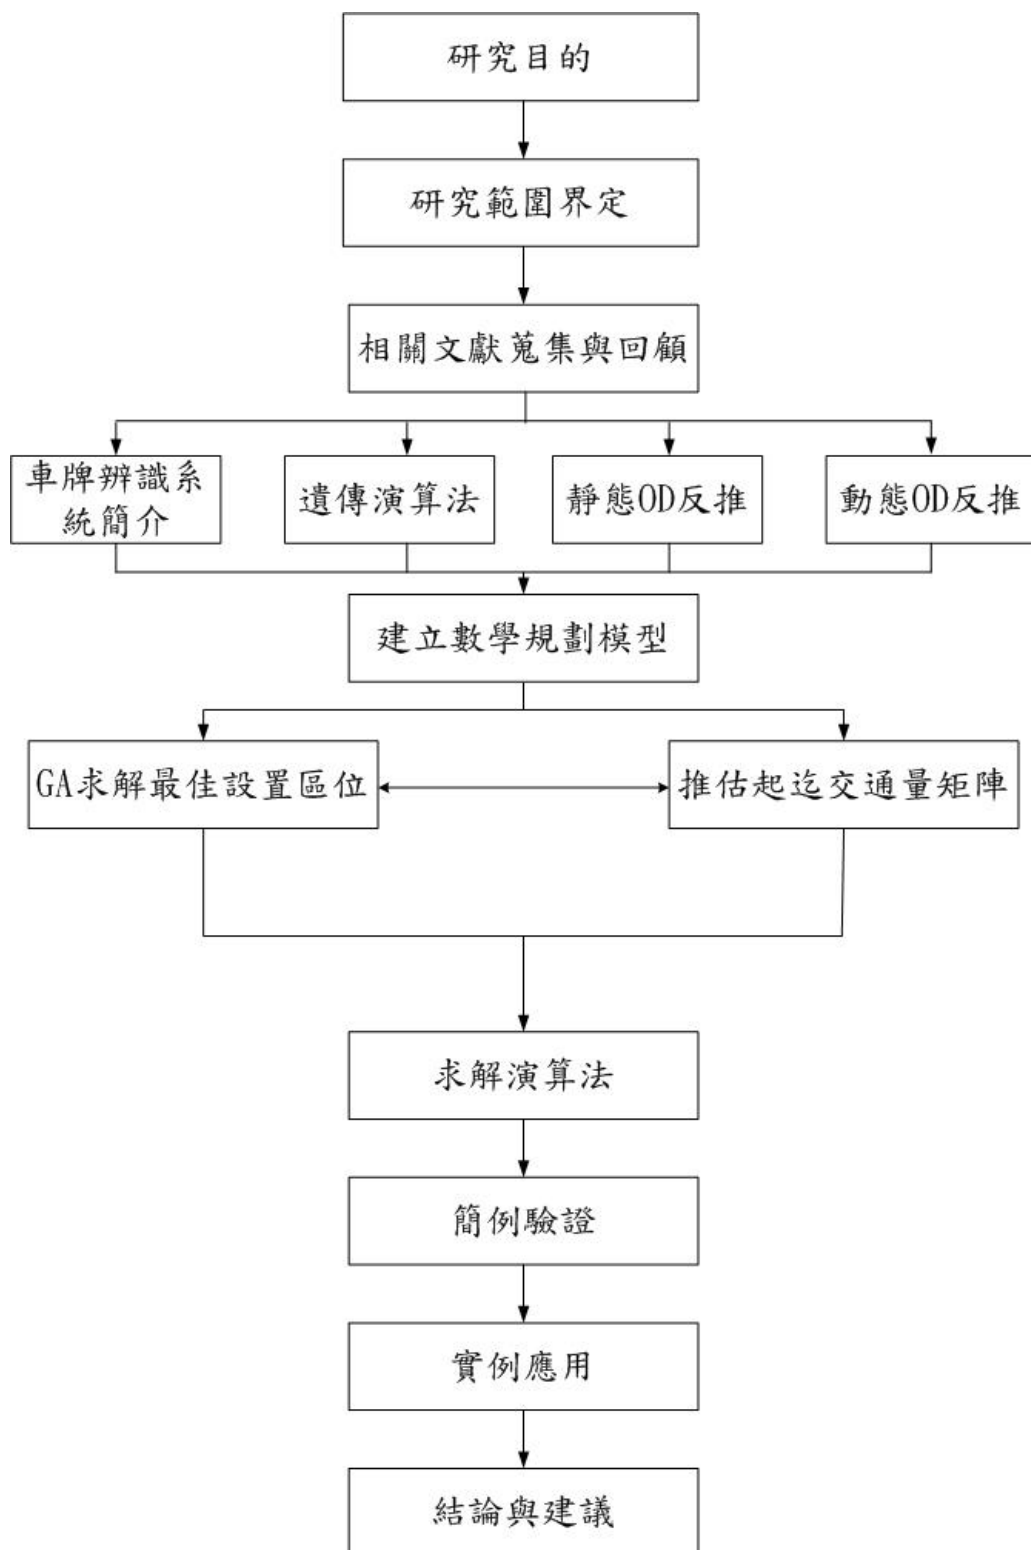 研究目的
研究範圍界定
相關文獻蒐集與回顧
車牌辨識系
統簡介
遺傳演算法
靜態OD反推
動態OD反推
建立數學規劃模型
GA求解最佳設置區位
推估起迄交通量矩陣
求解演算法
簡例驗證
實例應用
結論與建議